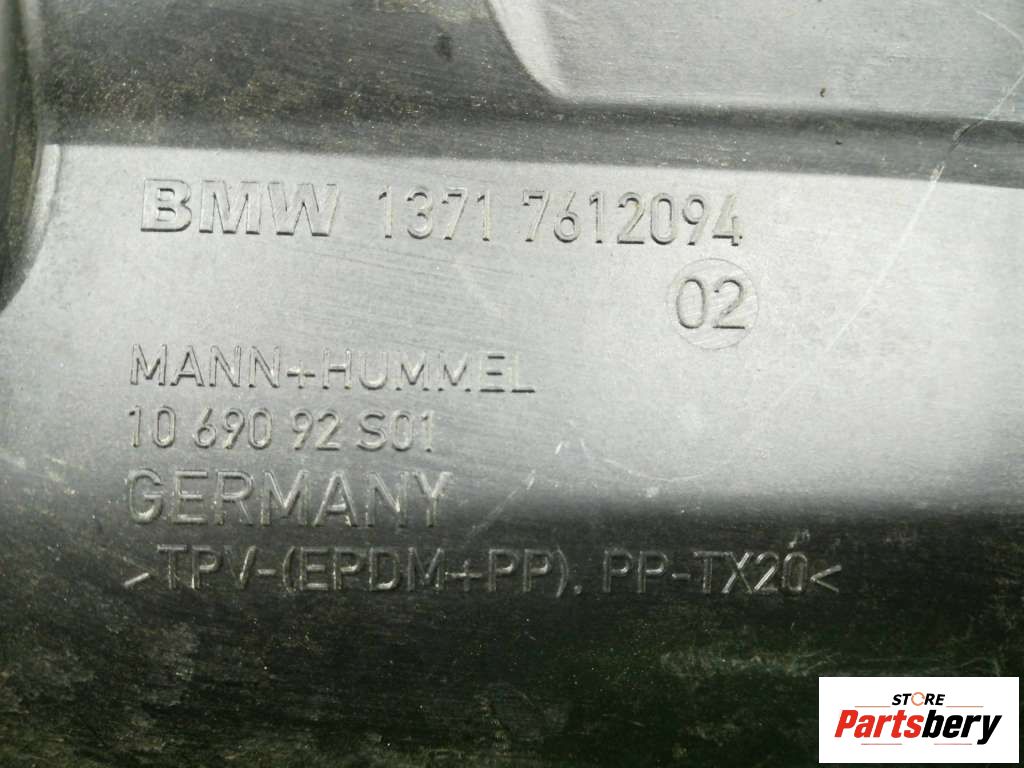 BMW 1371 7612094
02
MANN+HUMMEL
10 690 92 S01
GERMANY
>TPV-(EPDM+PP), PP-TX20<
STORE
Partsbery